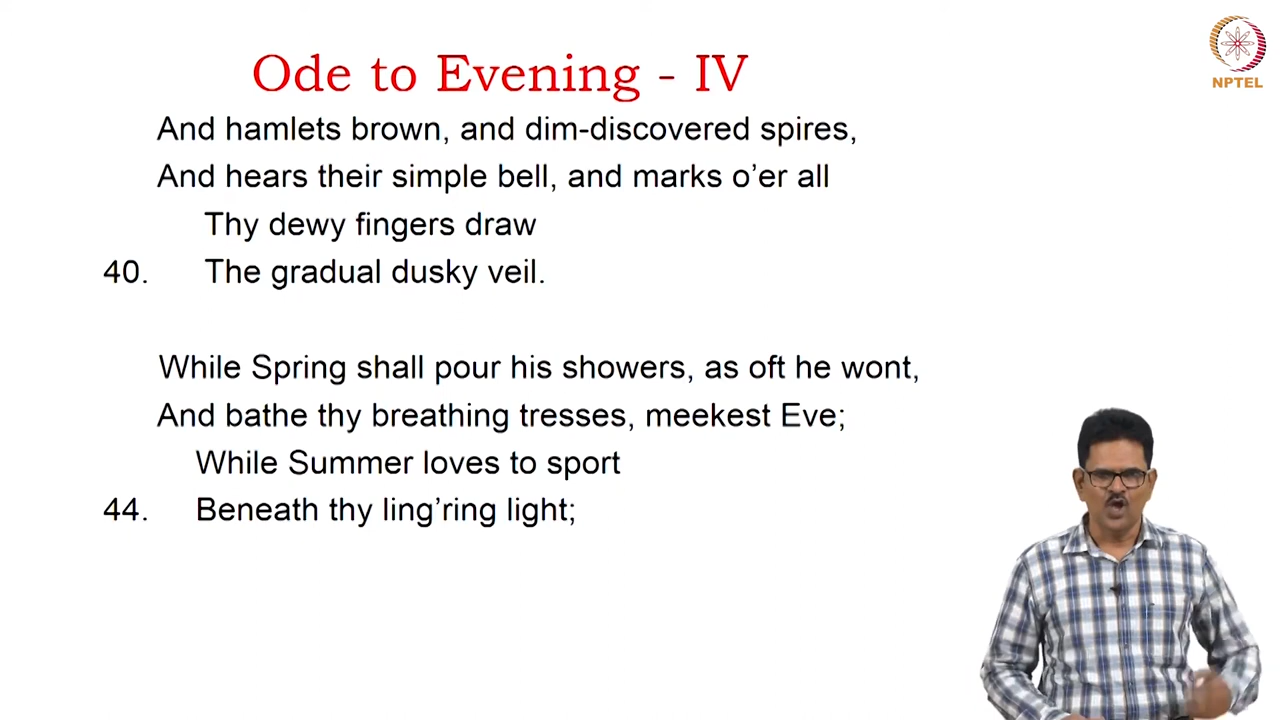 Ode to Evening - IV
NPTEL
And hamlets brown, and dim-discovered spires,
And hears their simple bell, and marks o’er all
Thy dewy fingers draw
40. The gradual dusky veil.
While Spring shall pour his showers, as oft he wont,
And bathe thy breathing tresses, meekest Eve;
While Summer loves to sport
44. Beneath thy ling’ring light;